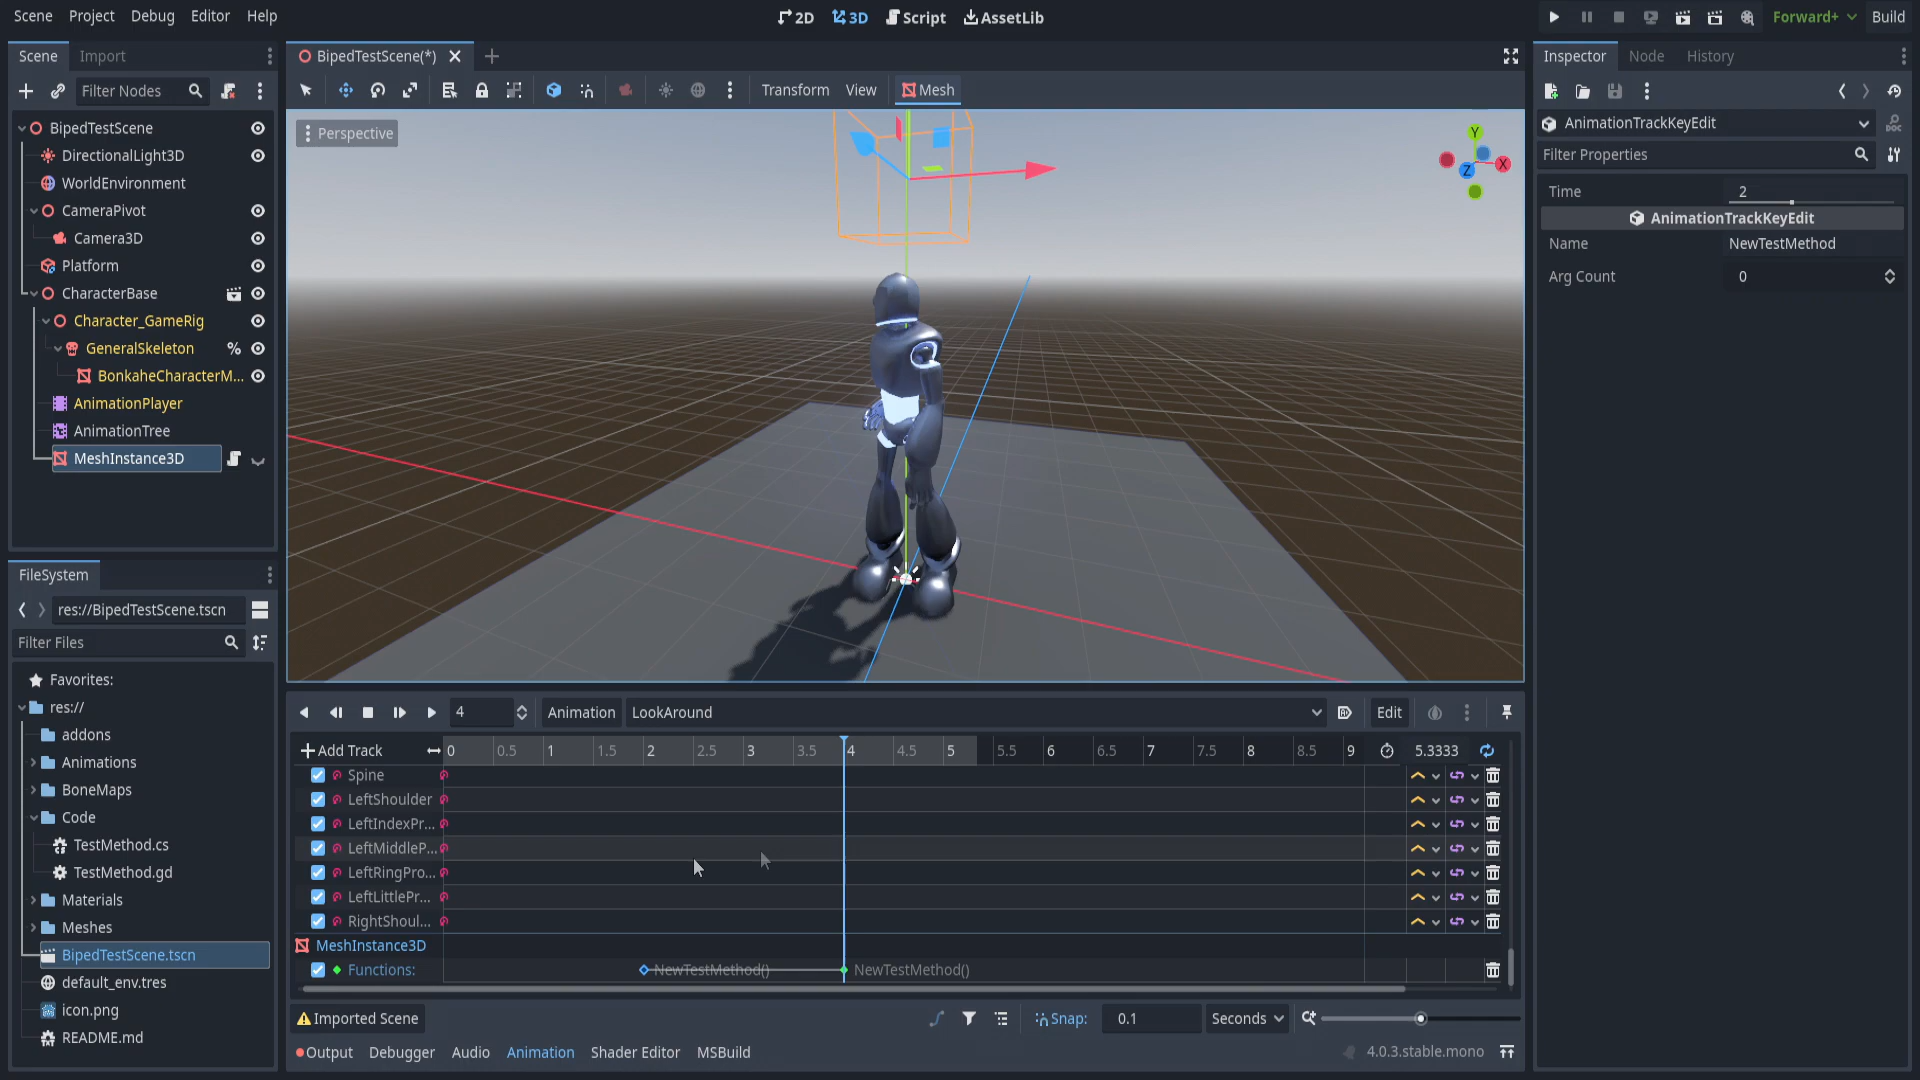 Scene Project Debug Editor Help
2D 3D Script AssetLib
Forward+ Build
Scene Import
Filter Nodes
BipedTestScene
DirectionalLight3D
WorldEnvironment
CameraPivot
Camera3D
Platform
CharacterBase
Character_GameRig
GeneralSkeleton %
BonkaheCharacterM...
AnimationPlayer
AnimationTree
MeshInstance3D
FileSystem
res://BipedTestScene.tscn
Filter Files
Favorites:
res://
addons
Animations
BoneMaps
Code
TestMethod.cs
TestMethod.gd
Materials
Meshes
BipedTestScene.tscn
default_env.tres
icon.png
README.md
BipedTestScene(*)
Transform View Mesh
Perspective
Y
X
Z
4 Animation LookAround Edit
Add Track 0 0.5 1 1.5 2 2.5 3 3.5 4 4.5 5 5.5 6 6.5 7 7.5 8 8.5 9 5.3333
Spine
LeftShoulder
LeftIndexPr...
LeftMiddleP...
LeftRingPro...
LeftLittlePr...
RightShoul...
MeshInstance3D
Functions: NewTestMethod() NewTestMethod()
Imported Scene Snap: 0.1 Seconds
Output Debugger Audio Animation Shader Editor MSBuild 4.0.3.stable.mono
Inspector Node History
AnimationTrackKeyEdit
DOC
Filter Properties
Time 2
AnimationTrackKeyEdit
Name NewTestMethod
Arg Count 0